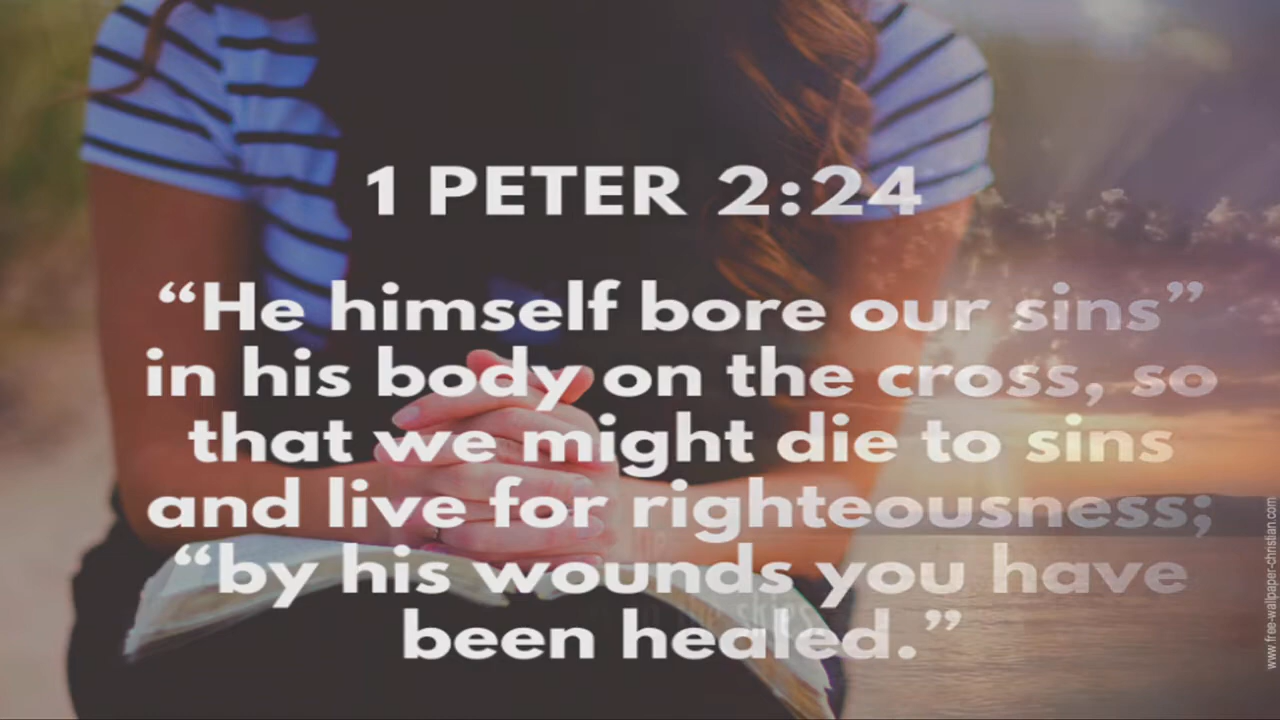 1 PETER 2:24
“He himself bore our sins”
in his body on the cross, so
that we might die to sins
and live for righteousness;
“by his wounds you have
been healed.”
the skies
www.free-wallpaper-christian.com